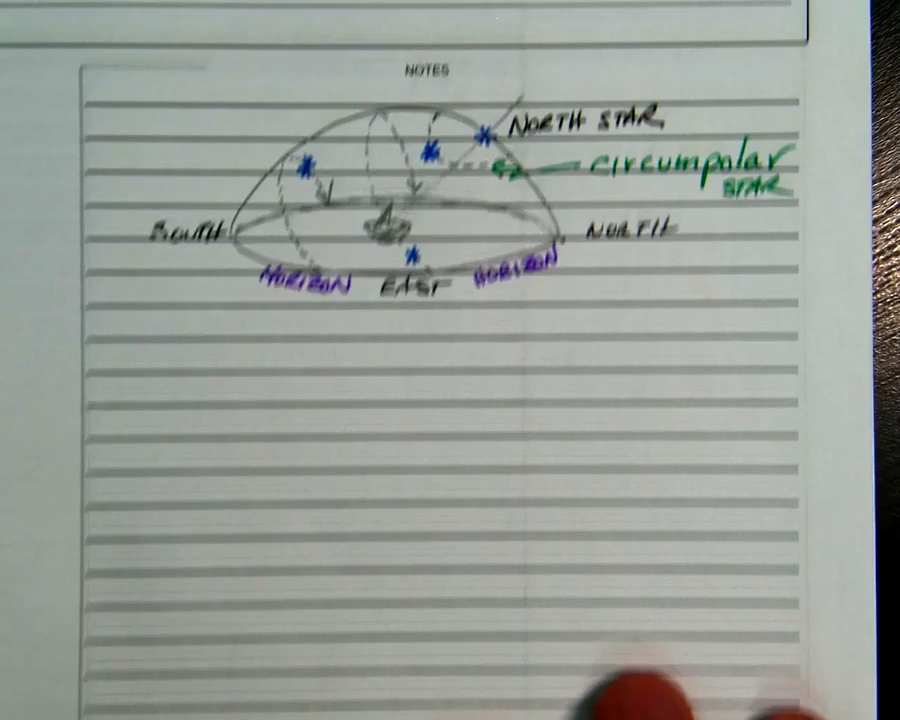 NOTES
NORTH STAR
circumpolar
STAR
SOUTH
NORTH
HORIZON
EAST
HORIZON